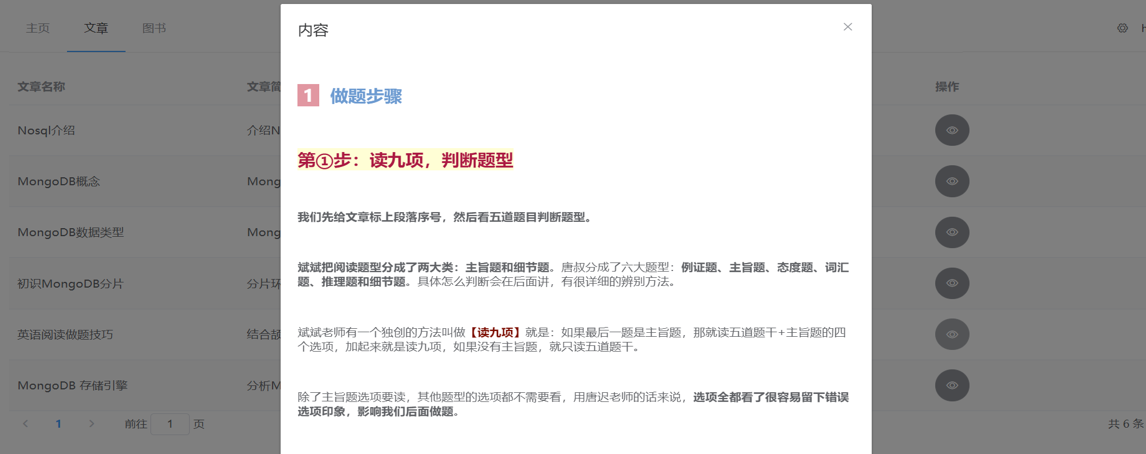 主页 文章 图书
内容
文章名称 文章简 操作
1 做题步骤
Nosql介绍 介绍N
第①步：读九项，判断题型
MongoDB概念 Mong
我们先给文章标上段落序号，然后看五道题目判断题型。
MongoDB数据类型 Mong
斌斌把阅读题型分成了两大类：主旨题和细节题。唐叔分成了六大题型：例证题、主旨题、态度题、词汇
题、推理题和细节题。具体怎么判断会在后面讲，有很详细的辨别方法。
初识MongoDB分片 分片环
斌斌老师有一个独创的方法叫做【读九项】就是：如果最后一题是主旨题，那就读五道题干+主旨题的四
个选项，加起来就是读九项，如果没有主旨题，就只读五道题干。
英语阅读做题技巧 结合颉
MongoDB 存储引擎 分析M
除了主旨题选项要读，其他题型的选项都不需要看，用唐迟老师的话来说，选项全都看了很容易留下错误
选项印象，影响我们后面做题。
1 前往 1 页 共 6 条